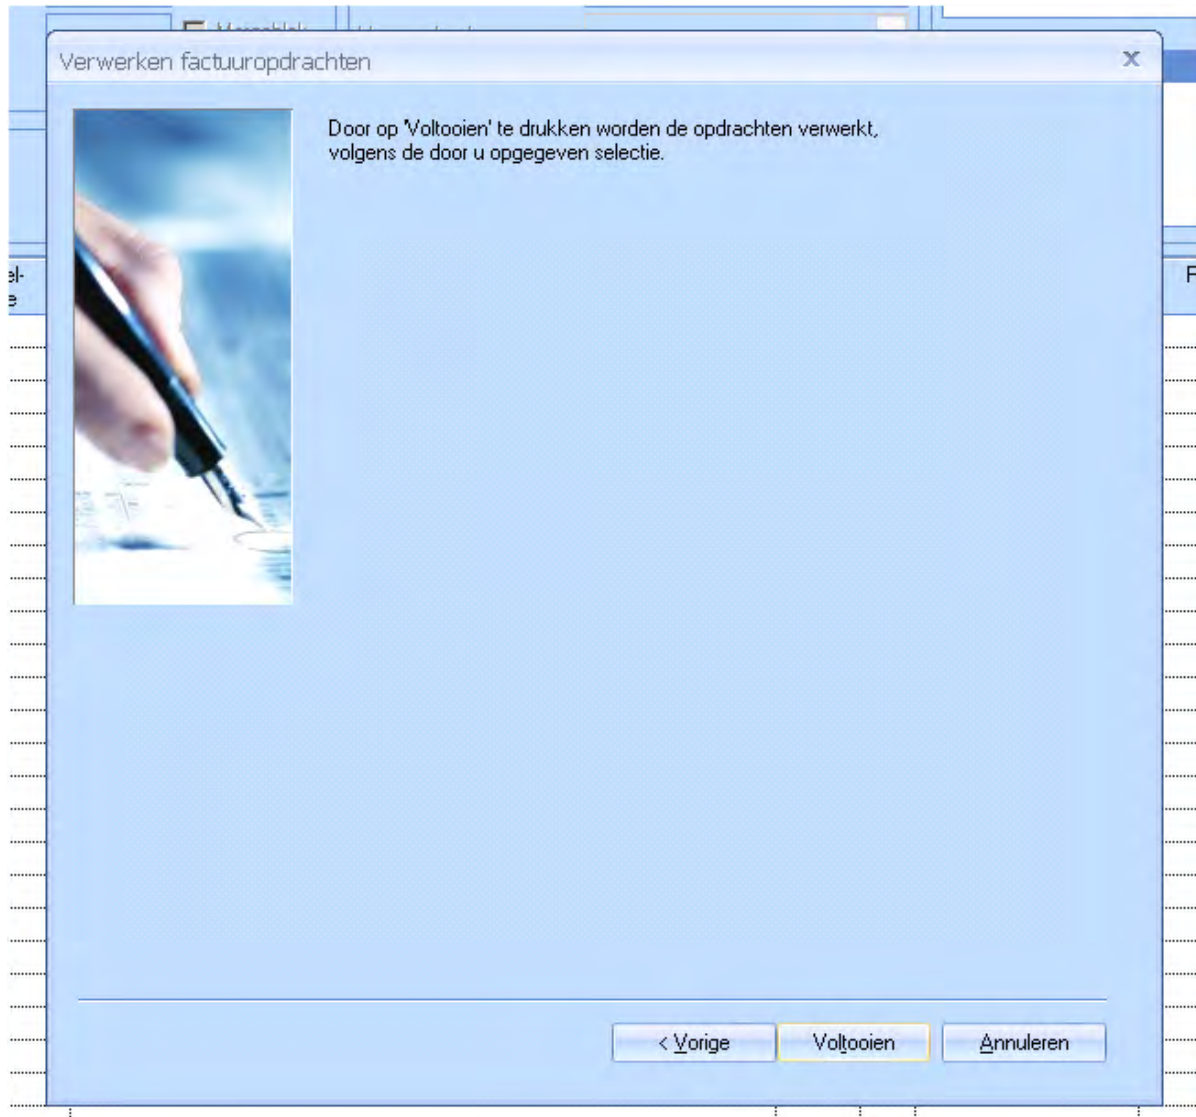 Verwerken factuuropdrachten
X
Door op 'Voltooien' te drukken worden de opdrachten verwerkt,
volgens de door u opgegeven selectie.
el-
e
F
< Vorige
Voltooien
Annuleren